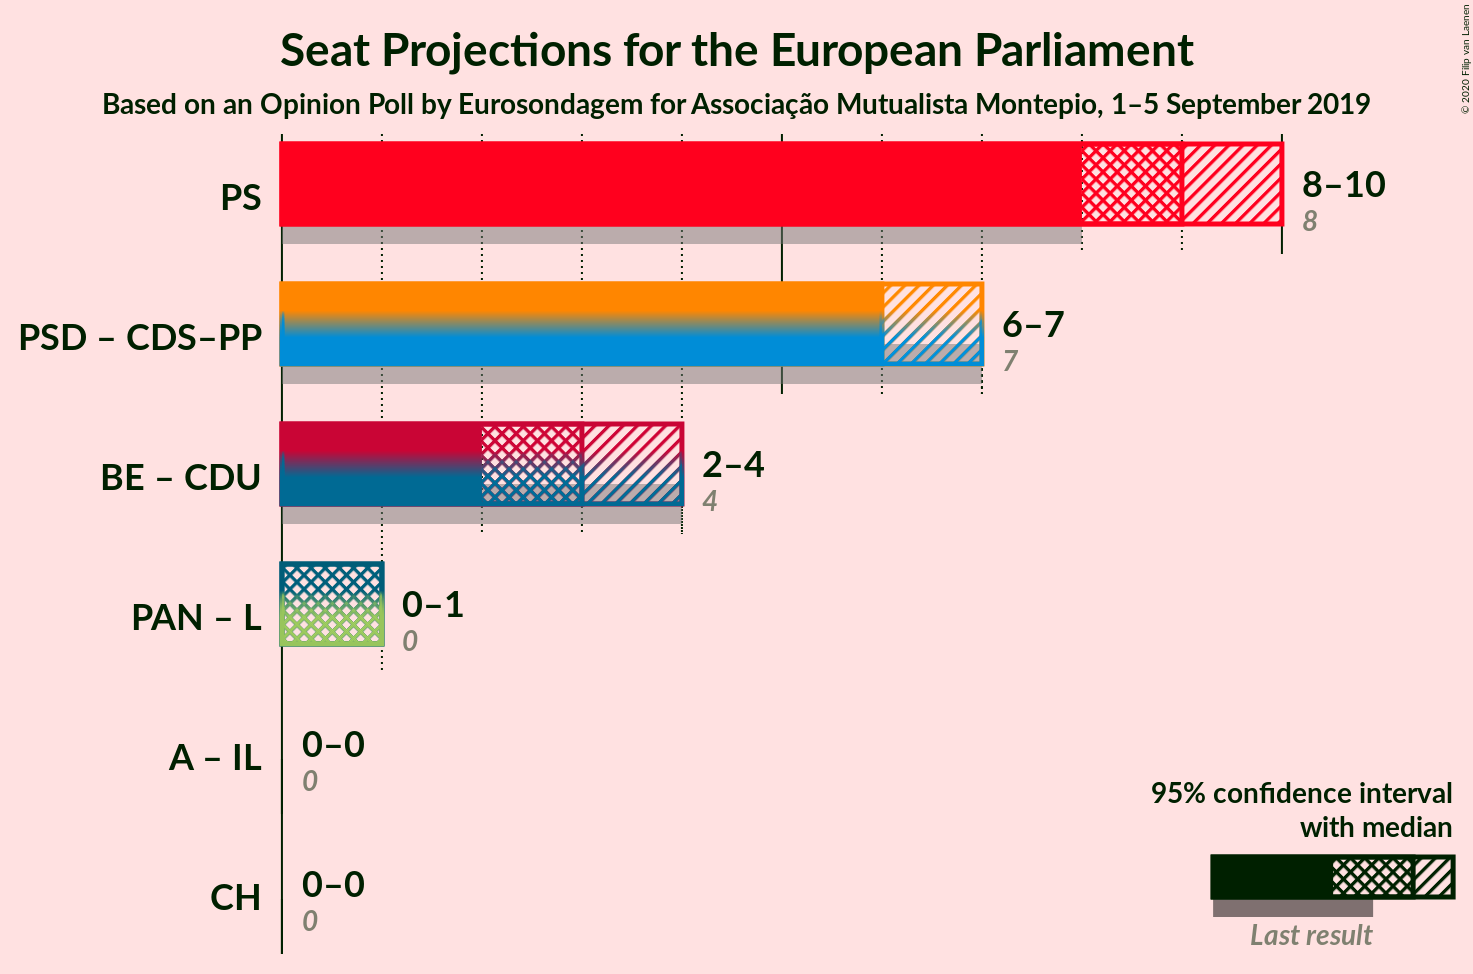 Seat Projections for the European Parliament
Based on an Opinion Poll by Eurosondagem for Associação Mutualista Montepio, 1–5 September 2019
© 2020 Filip van Laenen
PS
8–10
8
PSD – CDS–PP
6–7
7
BE – CDU
2–4
4
PAN – L
0–1
0
A – IL
0–0
0
CH
0–0
0
95% confidence interval
with median
Last result